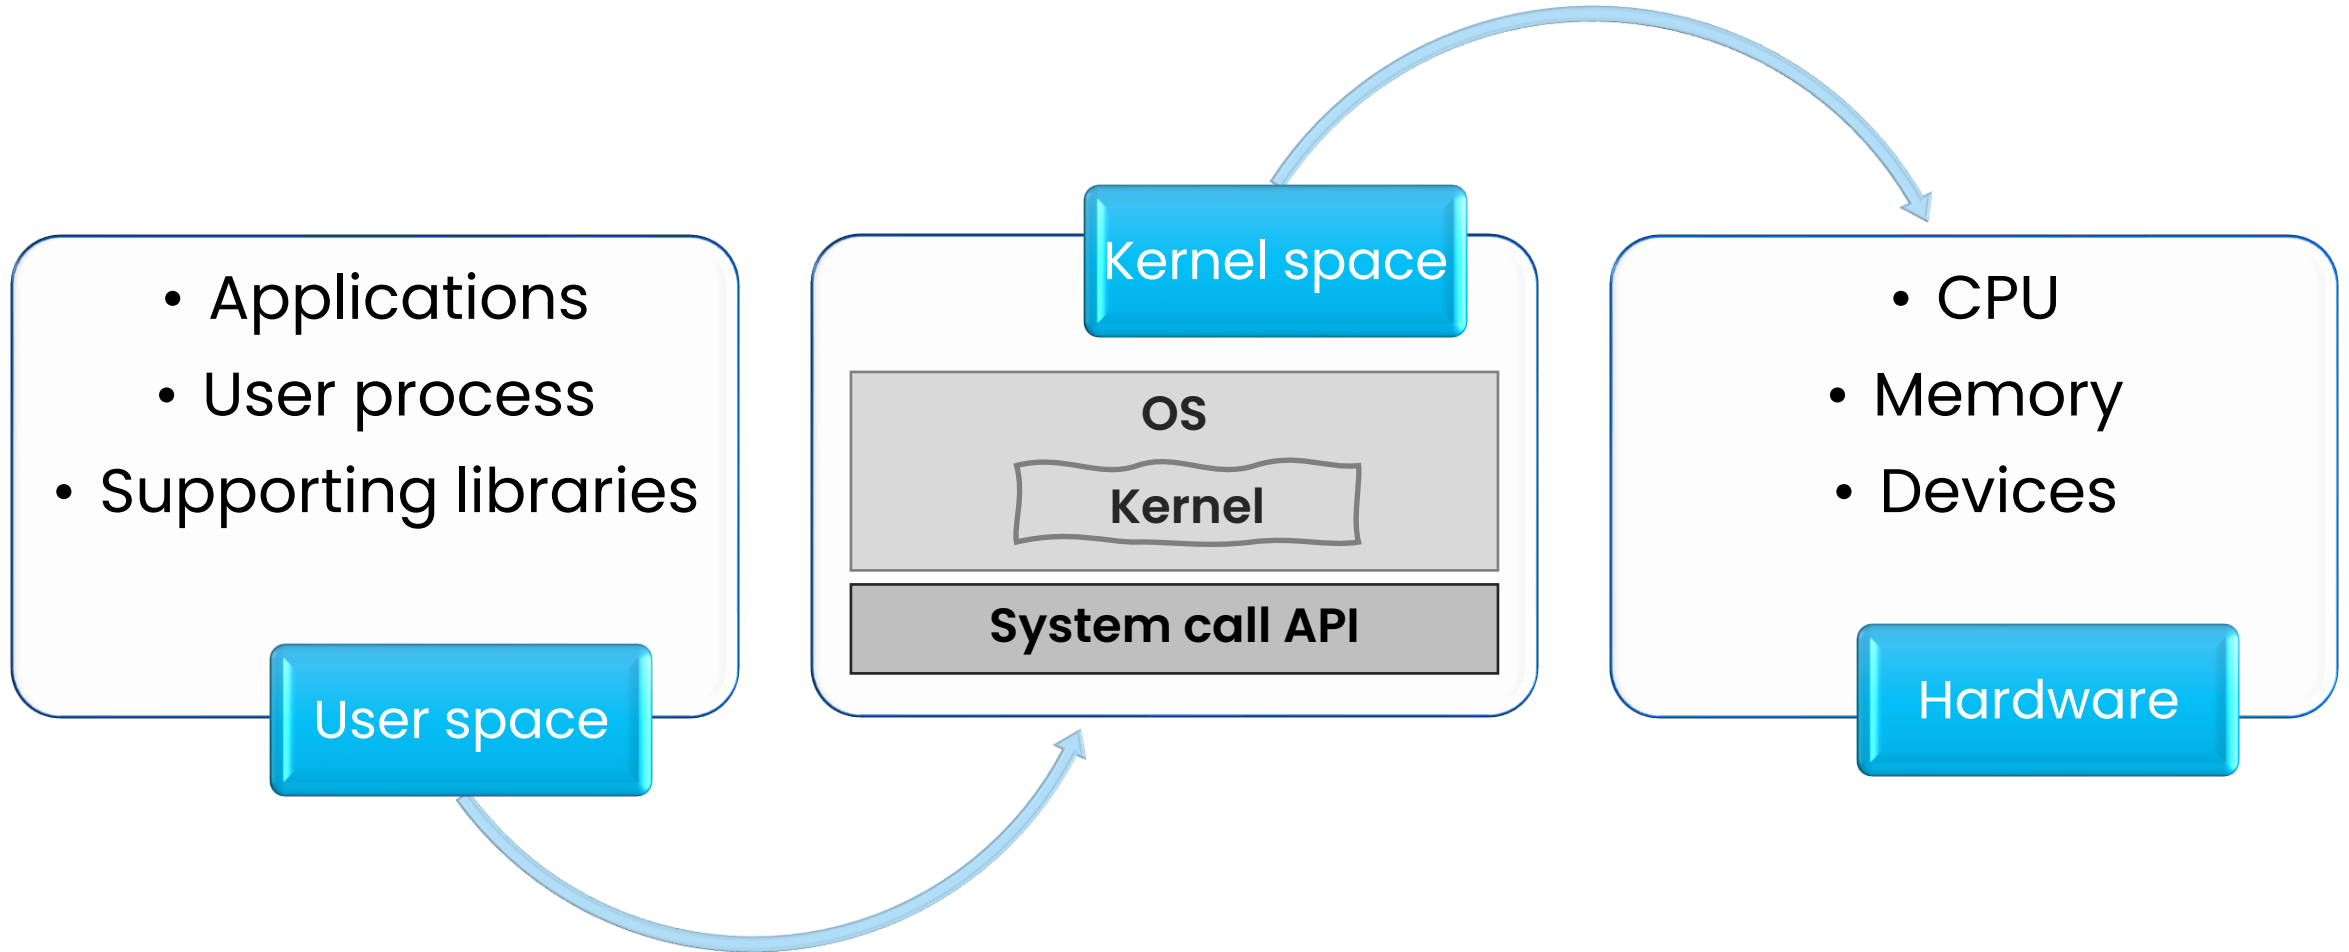 • Applications
• User process
• Supporting libraries
User space
Kernel space
OS
Kernel
System call API
• CPU
• Memory
• Devices
Hardware